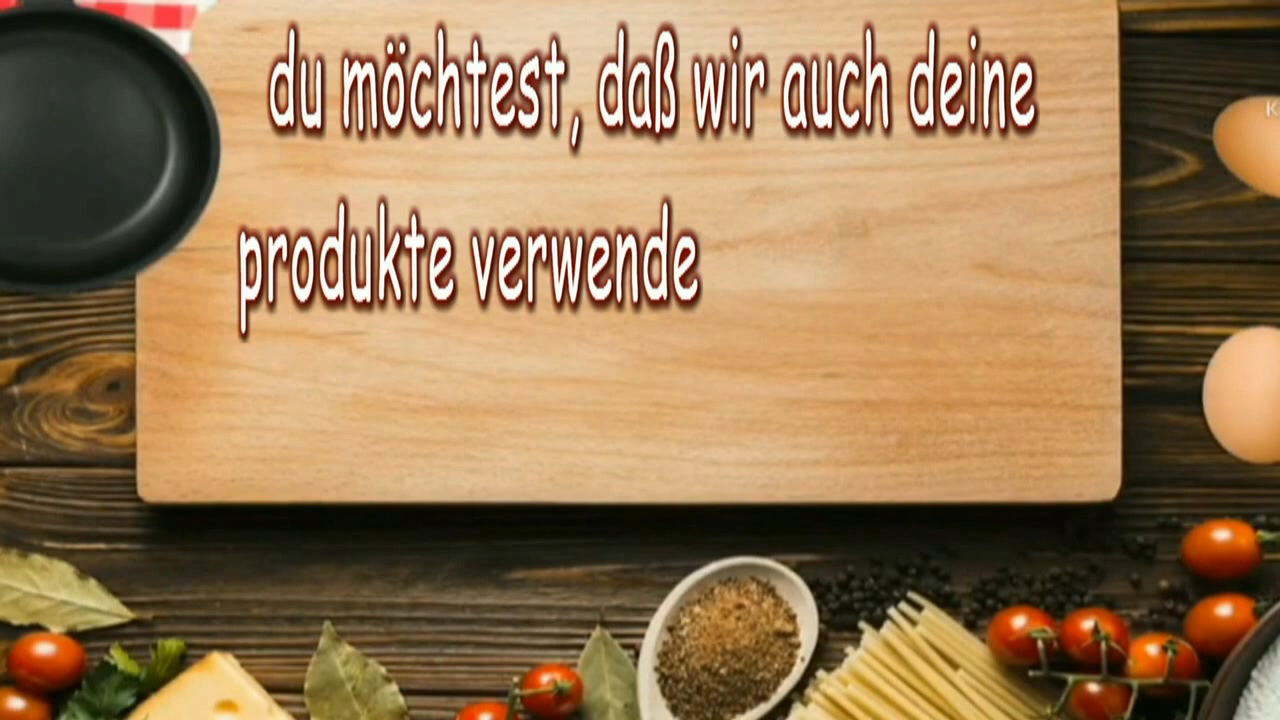 du möchtest, daß wir auch deine
produkte verwende